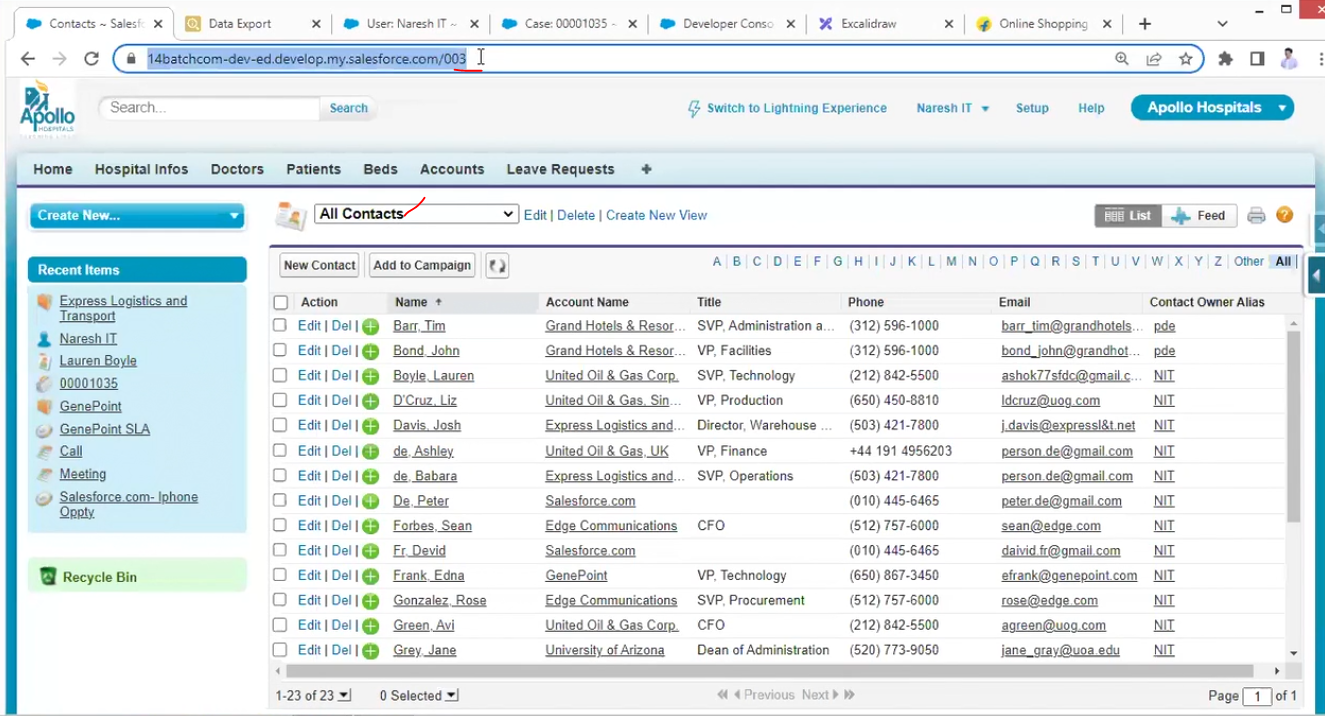 Contacts ~ Salesf
Data Export
User: Naresh IT ~
Case: 00001035 ~
Developer Conso
Excalidraw
Online Shopping
14batchcom-dev-ed.develop.my.salesforce.com/003
Apollo
HOSPITALS
Search...
Search
Switch to Lightning Experience
Naresh IT
Setup
Help
Apollo Hospitals
Home
Hospital Infos
Doctors
Patients
Beds
Accounts
Leave Requests
Create New...
All Contacts
Edit | Delete | Create New View
List
Feed
Recent Items
Express Logistics and
Transport
Naresh IT
Lauren Boyle
00001035
GenePoint
GenePoint SLA
Call
Meeting
Salesforce.com- Iphone
Oppty
Recycle Bin
New Contact
Add to Campaign
A | B | C | D | E | F | G | H | I | J | K | L | M | N | O | P | Q | R | S | T | U | V | W | X | Y | Z | Other | All
Action Name Account Name Title Phone Email Contact Owner Alias
Edit | Del | Barr, Tim Grand Hotels & Resor... SVP, Administration a... (312) 596-1000 barr_tim@grandhotels... pde
Edit | Del | Bond, John Grand Hotels & Resor... VP, Facilities (312) 596-1000 bond_john@grandhot... pde
Edit | Del | Boyle, Lauren United Oil & Gas Corp. SVP, Technology (212) 842-5500 ashok77sfdc@gmail.c... NIT
Edit | Del | D'Cruz, Liz United Oil & Gas, Sin... VP, Production (650) 450-8810 ldcruz@uog.com NIT
Edit | Del | Davis, Josh Express Logistics and... Director, Warehouse ... (503) 421-7800 j.davis@expressl&t.net NIT
Edit | Del | de, Ashley United Oil & Gas, UK VP, Finance +44 191 4956203 person.de@gmail.com NIT
Edit | Del | de, Babara Express Logistics and... SVP, Operations (503) 421-7800 person.de@gmail.com NIT
Edit | Del | De, Peter Salesforce.com (010) 445-6465 peter.de@gmail.com NIT
Edit | Del | Forbes, Sean Edge Communications CFO (512) 757-6000 sean@edge.com NIT
Edit | Del | Fr, Devid Salesforce.com (010) 445-6465 daivid.fr@gmail.com NIT
Edit | Del | Frank, Edna GenePoint VP, Technology (650) 867-3450 efrank@genepoint.com NIT
Edit | Del | Gonzalez, Rose Edge Communications SVP, Procurement (512) 757-6000 rose@edge.com NIT
Edit | Del | Green, Avi United Oil & Gas Corp. CFO (212) 842-5500 agreen@uog.com NIT
Edit | Del | Grey, Jane University of Arizona Dean of Administration (520) 773-9050 jane_gray@uoa.edu NIT
1-23 of 23
0 Selected
Previous Next
Page 1 of 1